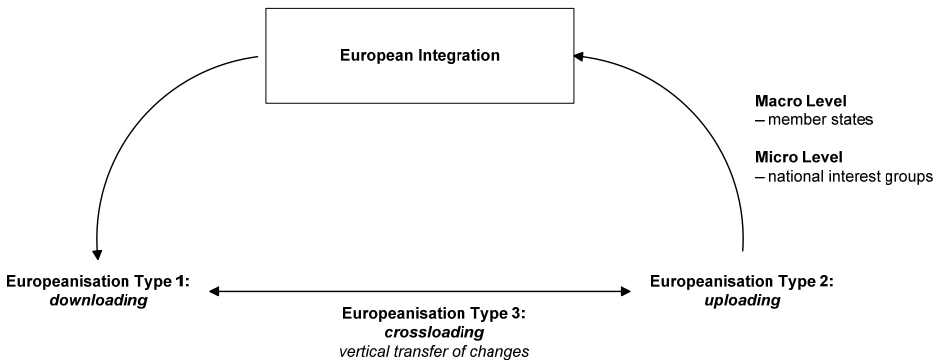 European Integration
Macro Level
– member states
Micro Level
– national interest groups
Europeanisation Type 1:
downloading
Europeanisation Type 2:
uploading
Europeanisation Type 3:
crossloading
vertical transfer of changes